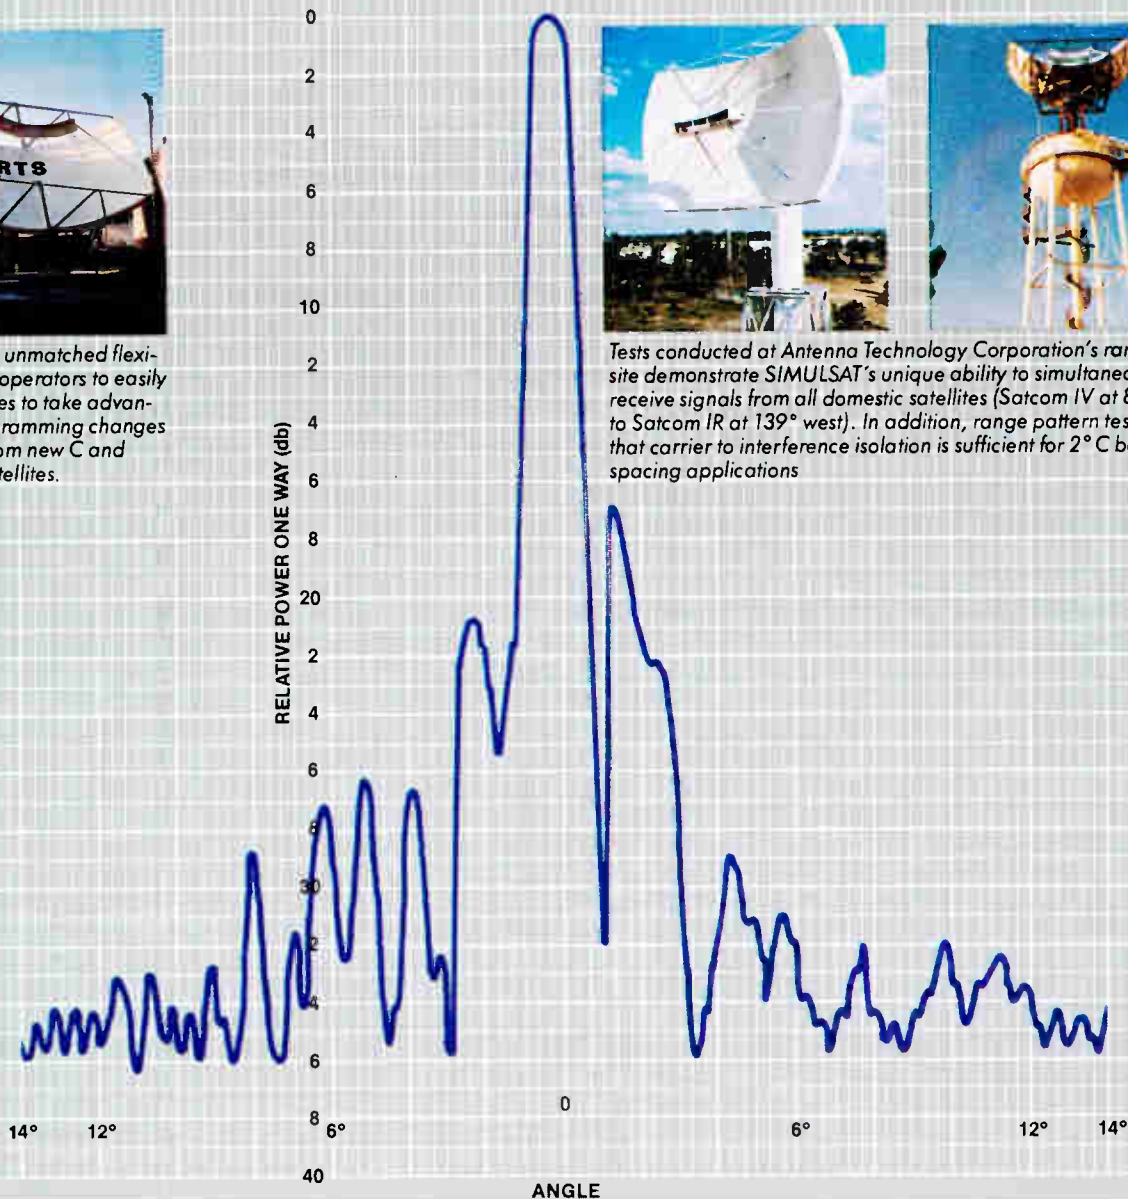 RTS
unmatched flexi-
operators to easily
es to take advan-
ramming changes
om new C and
tellites.
Tests conducted at Antenna Technology Corporation's ran
site demonstrate SIMULSAT's unique ability to simultaneo
receive signals from all domestic satellites (Satcom IV at 8
to Satcom IR at 139° west). In addition, range pattern tes
that carrier to interference isolation is sufficient for 2° C ba
spacing applications
RELATIVE POWER ONE WAY (db)
0
2
4
6
8
10
2
4
6
8
20
2
4
6
8
30
2
4
6
8
40
0
14° 12° 6° 6° 12° 14°
ANGLE